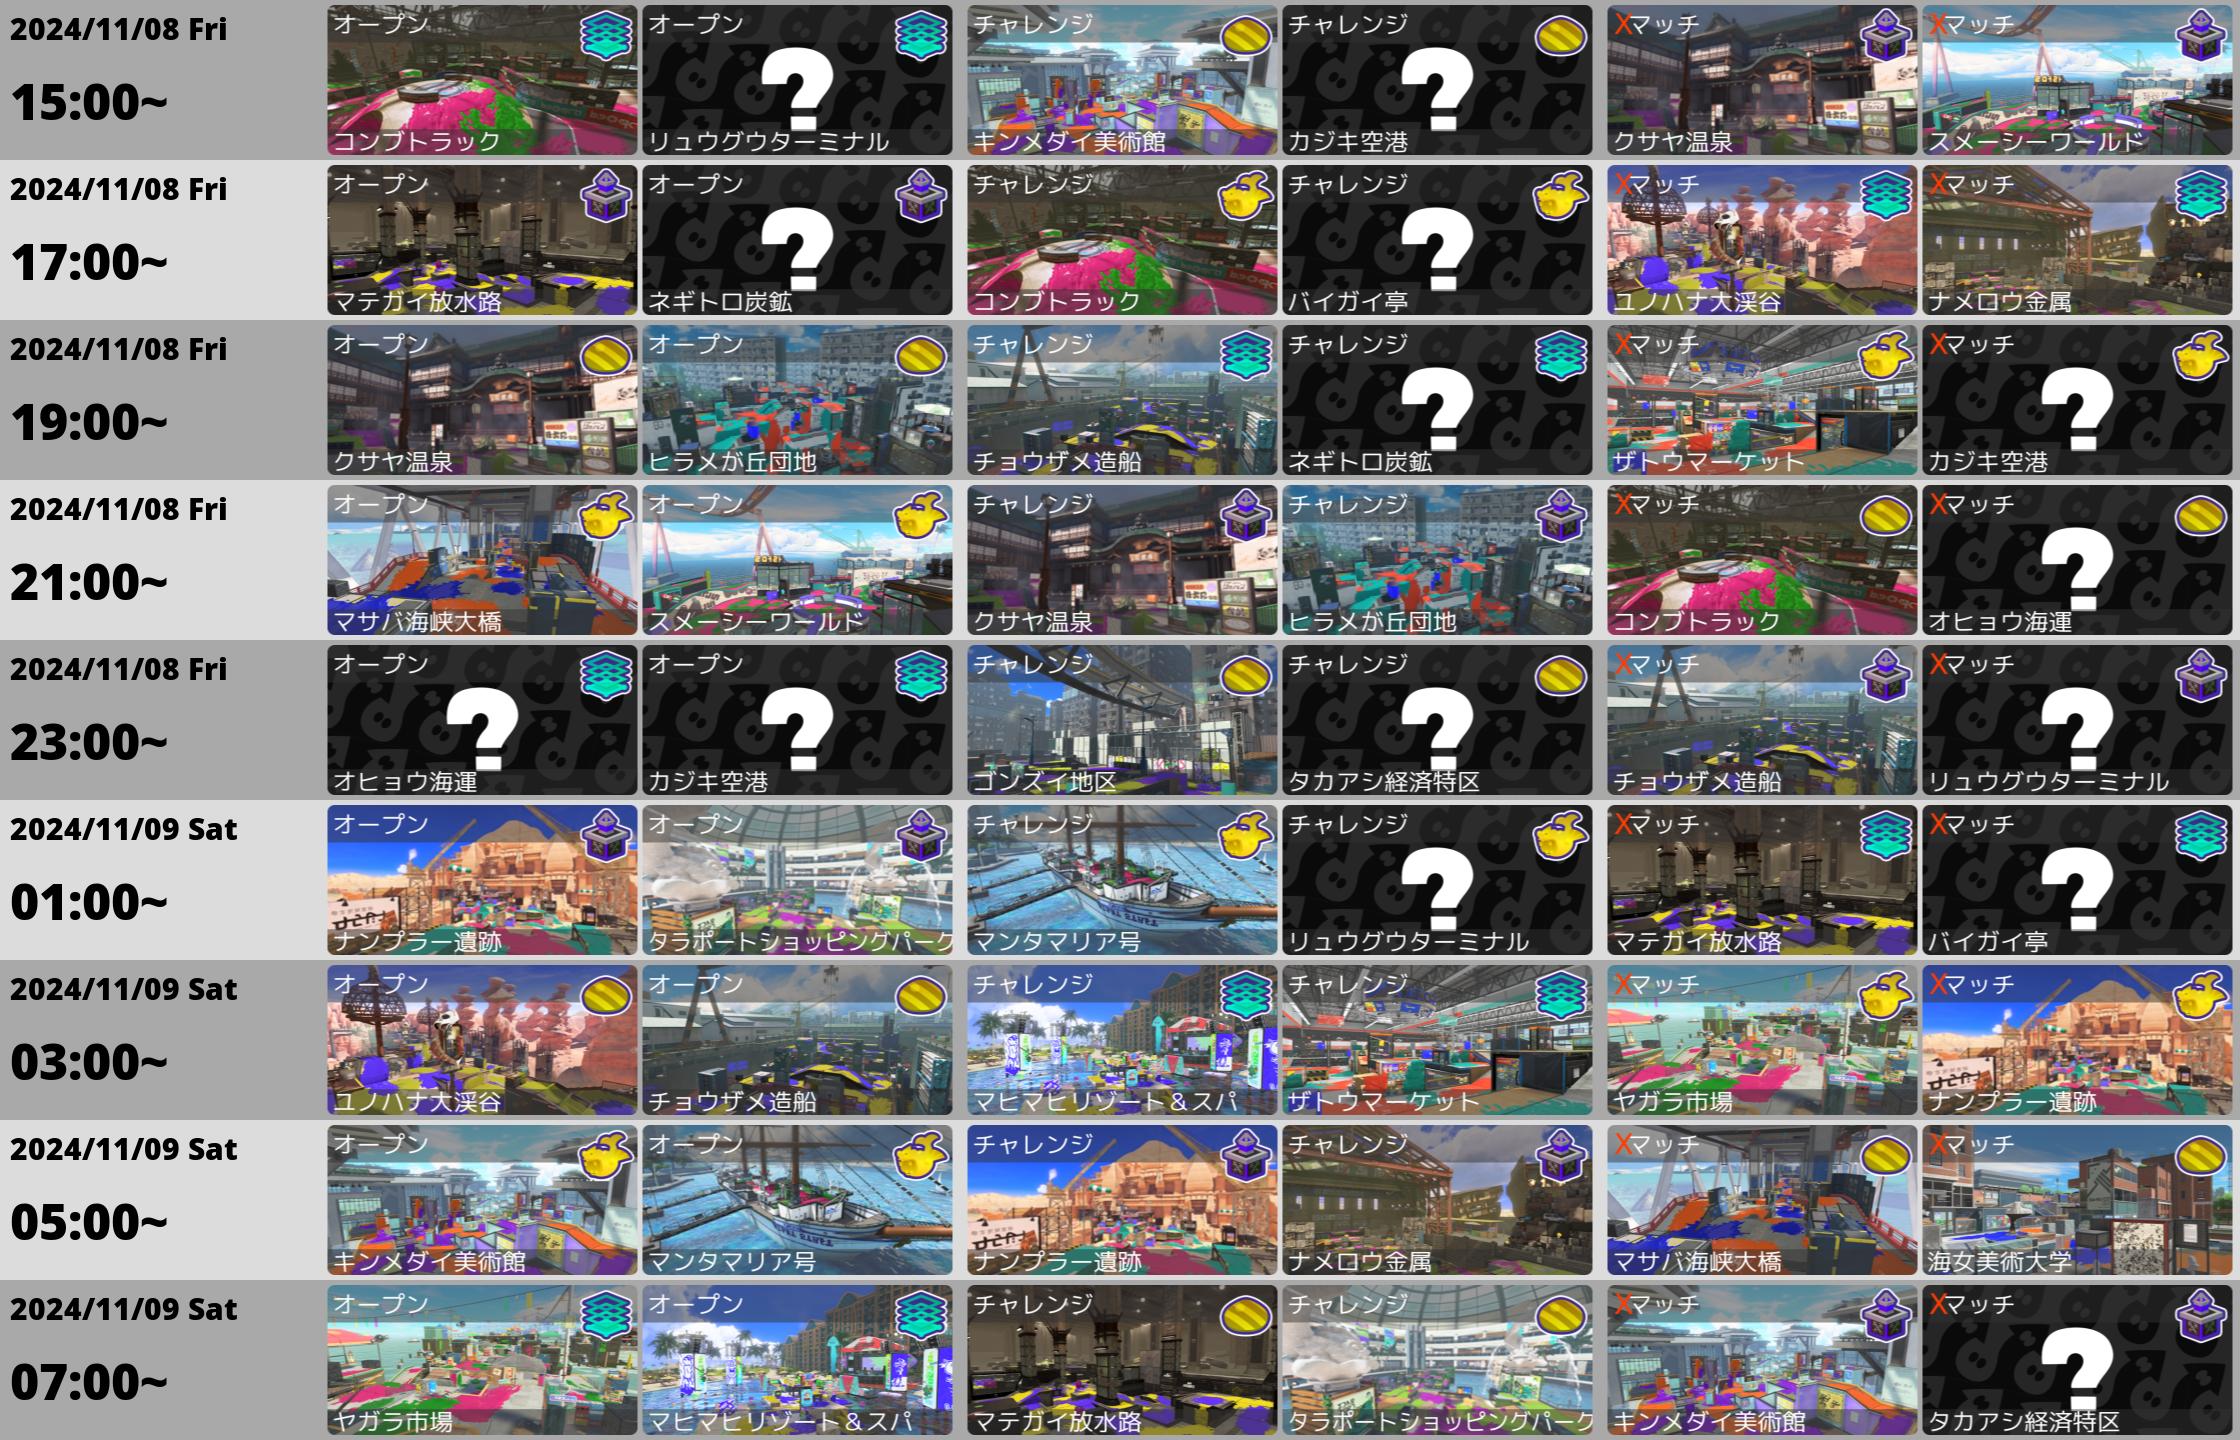 2024/11/08 Fri
15:00~
オープン
コンブトラック
オープン
リュウグウターミナル
チャレンジ
キンメダイ美術館
チャレンジ
カジキ空港
Xマッチ
クサヤ温泉
Xマッチ
スメーシーワールド
2024/11/08 Fri
17:00~
オープン
マテガイ放水路
オープン
ネギトロ炭鉱
チャレンジ
コンブトラック
チャレンジ
バイガイ亭
Xマッチ
ユノハナ大渓谷
Xマッチ
ナメロウ金属
2024/11/08 Fri
19:00~
オープン
クサヤ温泉
オープン
ヒラメが丘団地
チャレンジ
チョウザメ造船
チャレンジ
ネギトロ炭鉱
Xマッチ
ザトウマーケット
Xマッチ
カジキ空港
2024/11/08 Fri
21:00~
オープン
マサバ海峡大橋
オープン
スメーシーワールド
チャレンジ
クサヤ温泉
チャレンジ
ヒラメが丘団地
Xマッチ
コンブトラック
Xマッチ
オヒョウ海運
2024/11/08 Fri
23:00~
オープン
オヒョウ海運
オープン
カジキ空港
チャレンジ
ゴンズイ地区
チャレンジ
タカアシ経済特区
Xマッチ
チョウザメ造船
Xマッチ
リュウグウターミナル
2024/11/09 Sat
01:00~
オープン
ナンプラー遺跡
オープン
タラポートショッピングパーク
チャレンジ
マンタマリア号
チャレンジ
リュウグウターミナル
Xマッチ
マテガイ放水路
Xマッチ
バイガイ亭
2024/11/09 Sat
03:00~
オープン
ユノハナ大渓谷
オープン
チョウザメ造船
チャレンジ
マヒマヒリゾート＆スパ
チャレンジ
ザトウマーケット
Xマッチ
ヤガラ市場
Xマッチ
ナンプラー遺跡
2024/11/09 Sat
05:00~
オープン
キンメダイ美術館
オープン
マンタマリア号
チャレンジ
ナンプラー遺跡
チャレンジ
ナメロウ金属
Xマッチ
マサバ海峡大橋
Xマッチ
海女美術大学
2024/11/09 Sat
07:00~
オープン
ヤガラ市場
オープン
マヒマヒリゾート＆スパ
チャレンジ
マテガイ放水路
チャレンジ
タラポートショッピングパーク
Xマッチ
キンメダイ美術館
Xマッチ
タカアシ経済特区